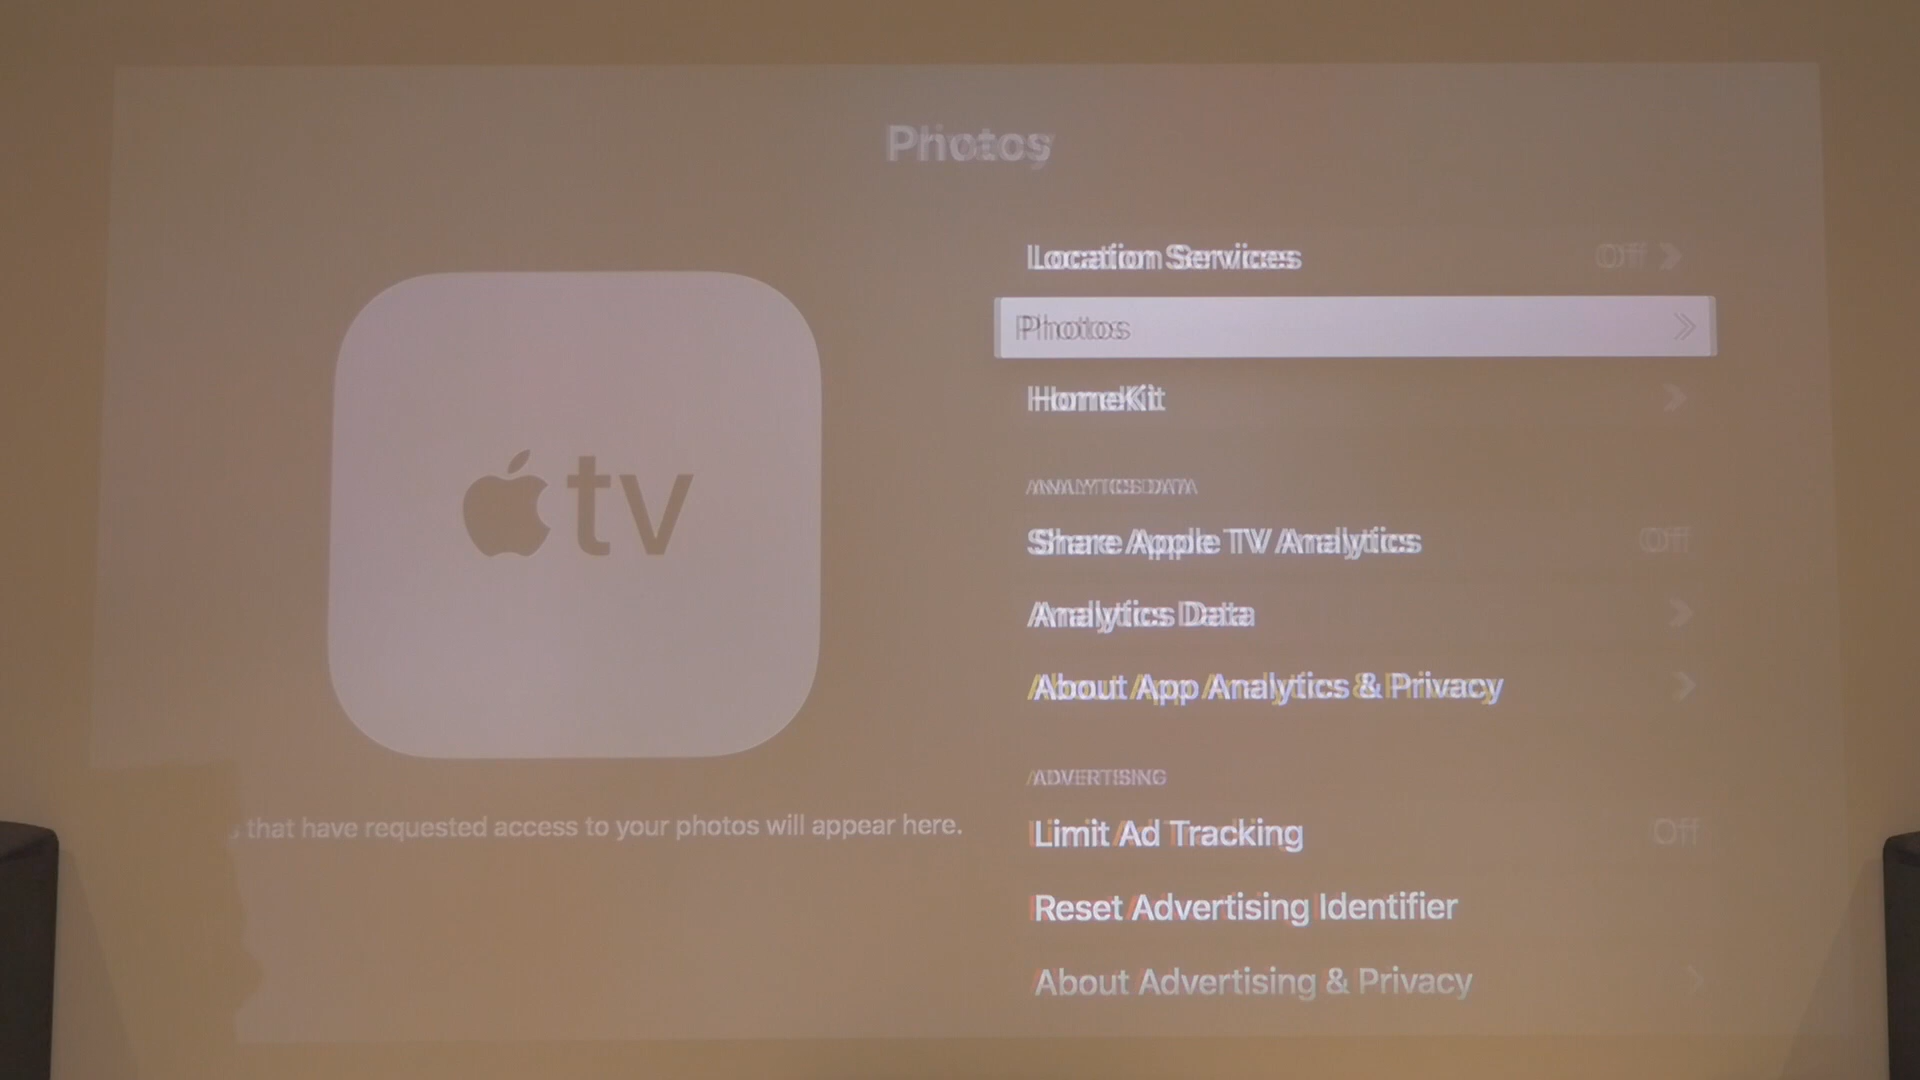 Photos
Location Services Off
Photos
HomeKit
tv
ANALYTICS DATA
Share Apple TV Analytics Off
Analytics Data
About App Analytics & Privacy
ADVERTISING
that have requested access to your photos will appear here.
Limit Ad Tracking Off
Reset Advertising Identifier
About Advertising & Privacy